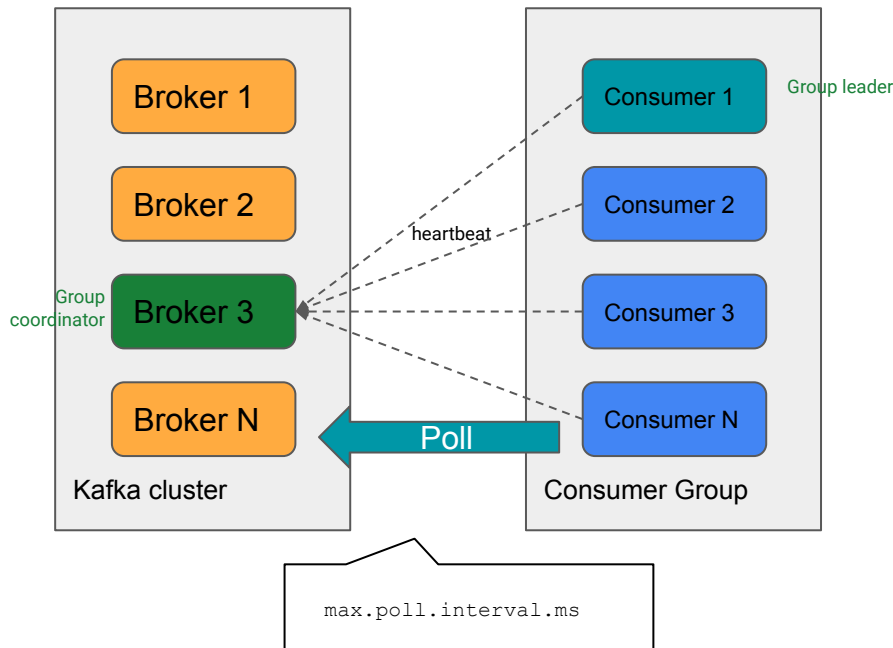 Broker 1
Broker 2
Group
coordinator
Broker 3
Broker N
Kafka cluster
heartbeat
Poll
Consumer 1
Group leader
Consumer 2
Consumer 3
Consumer N
Consumer Group
max.poll.interval.ms